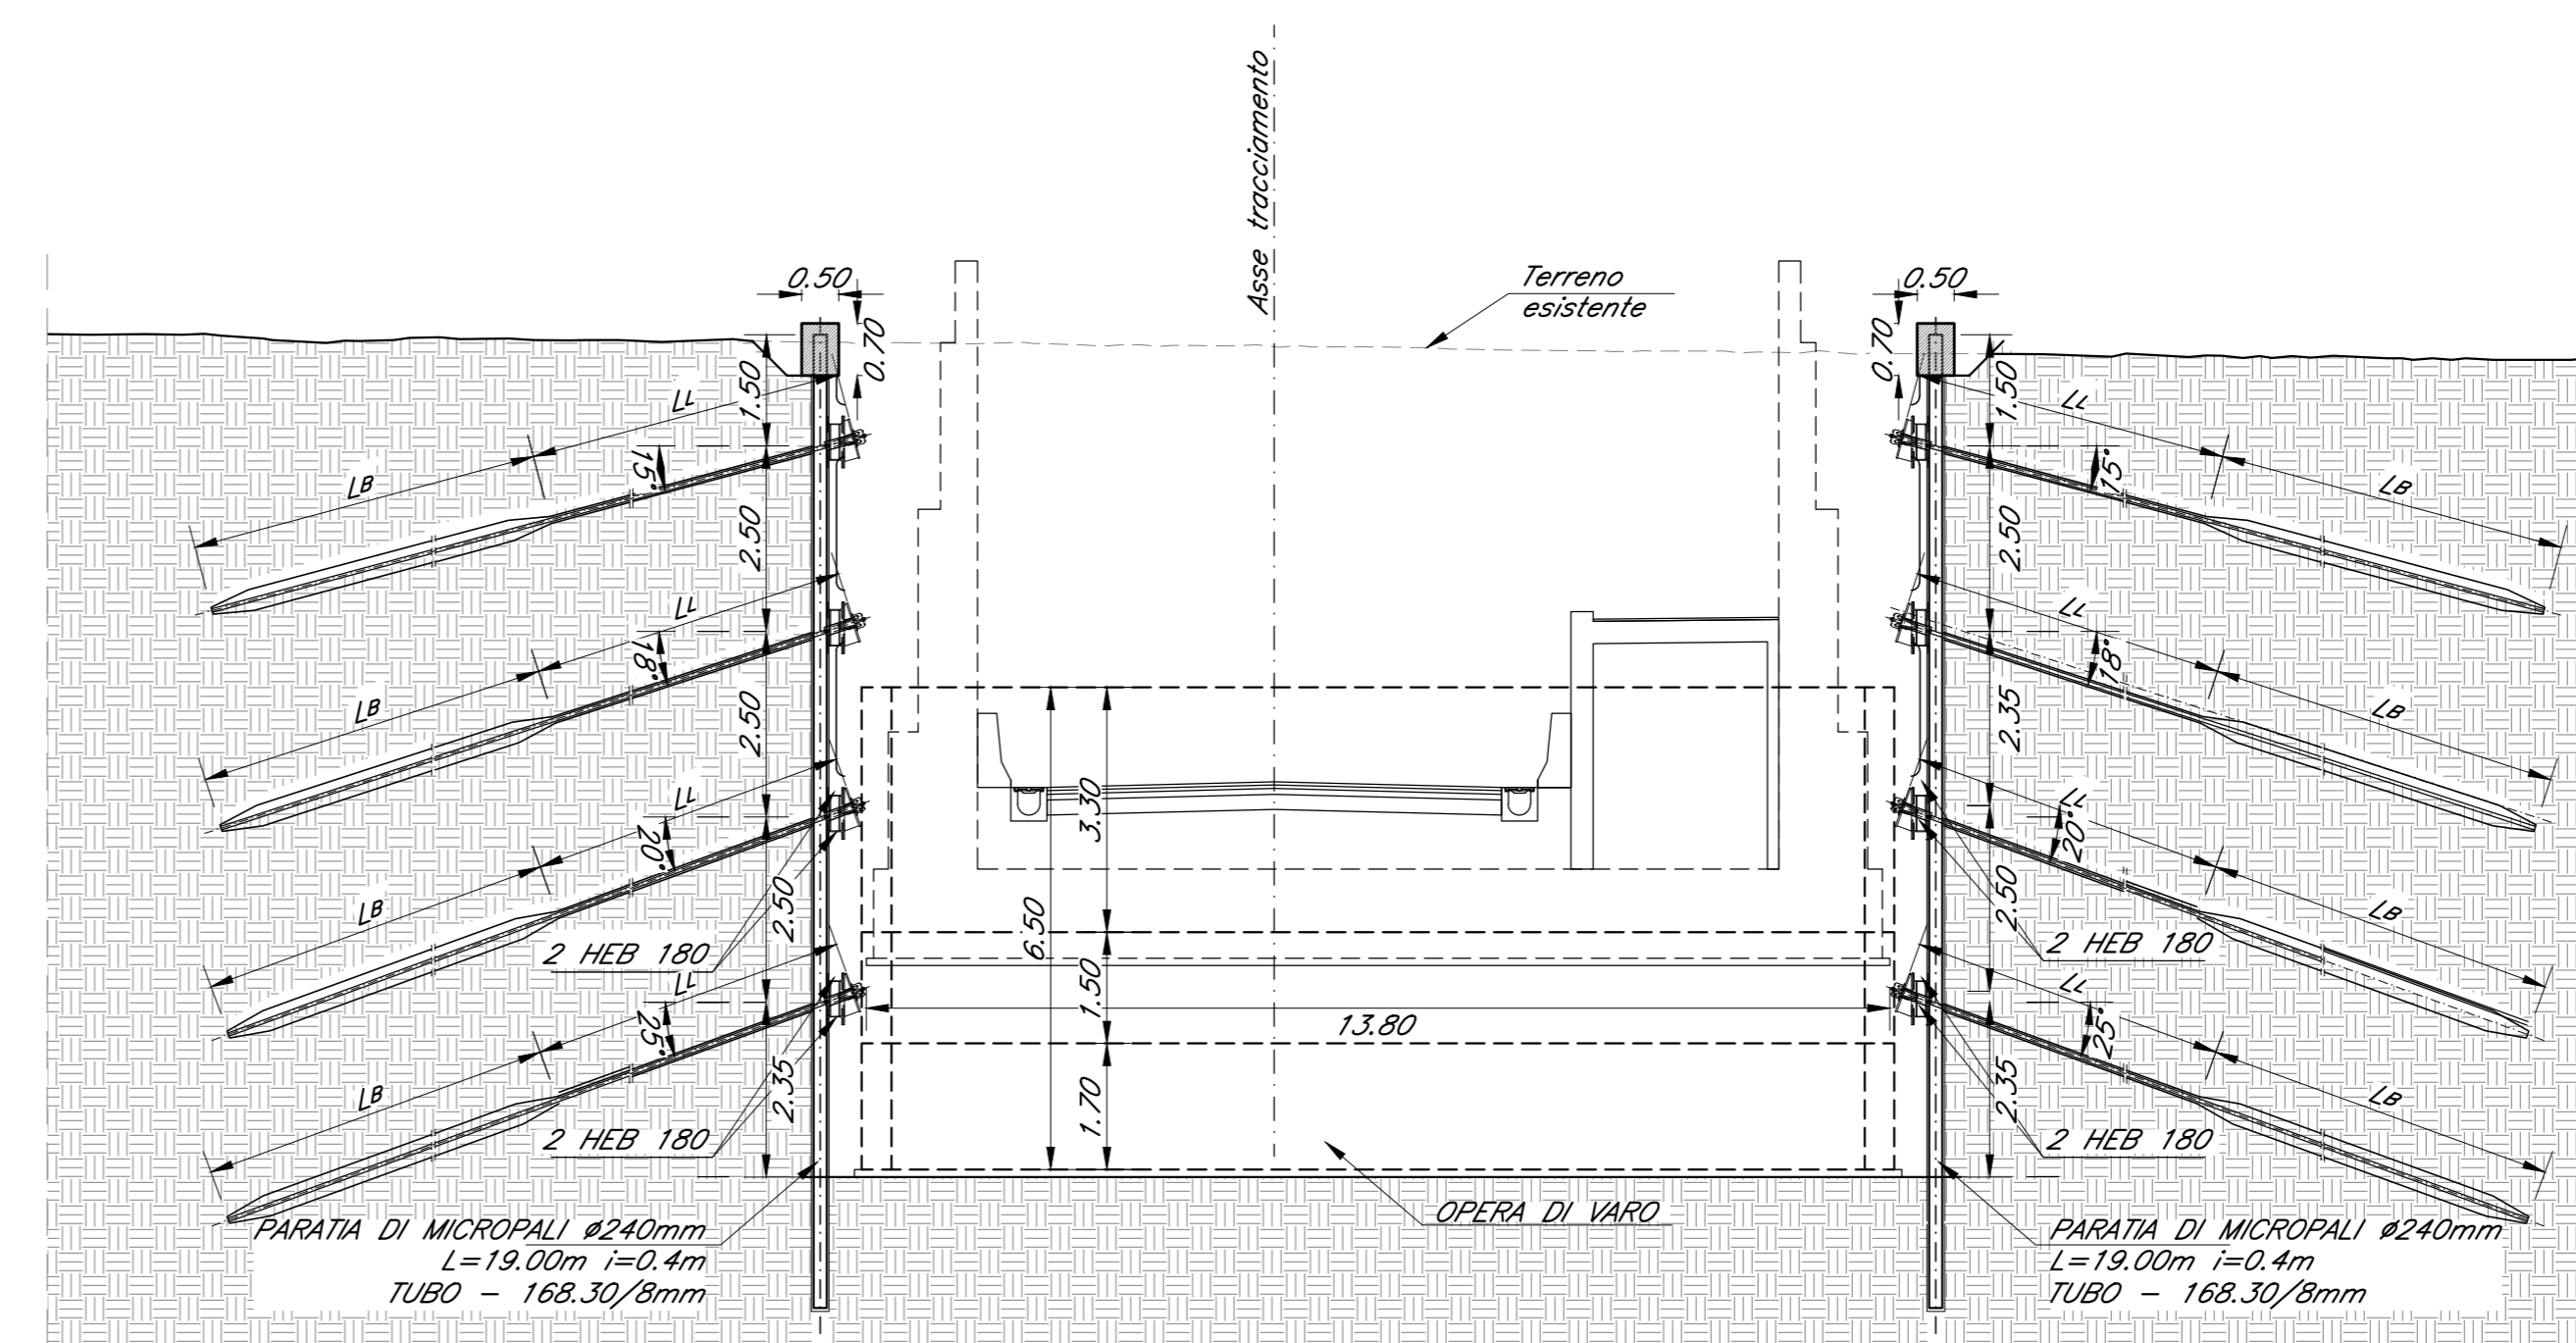 Asse tracciamento
Terreno
esistente
0.50
0.70
0.50
0.70
1.50
2.50
2.50
2.50
2.35
1.50
2.50
2.35
2.50
2.35
LL
LB
15°
LL
LB
18°
LL
LB
20°
LL
LB
25°
LL
LB
15°
LL
LB
18°
LL
LB
20°
LL
LB
25°
3.30
6.50
1.50
1.70
13.80
2 HEB 180
2 HEB 180
2 HEB 180
2 HEB 180
OPERA DI VARO
PARATIA DI MICROPALI ø240mm
L=19.00m i=0.4m
TUBO - 168.30/8mm
PARATIA DI MICROPALI ø240mm
L=19.00m i=0.4m
TUBO - 168.30/8mm